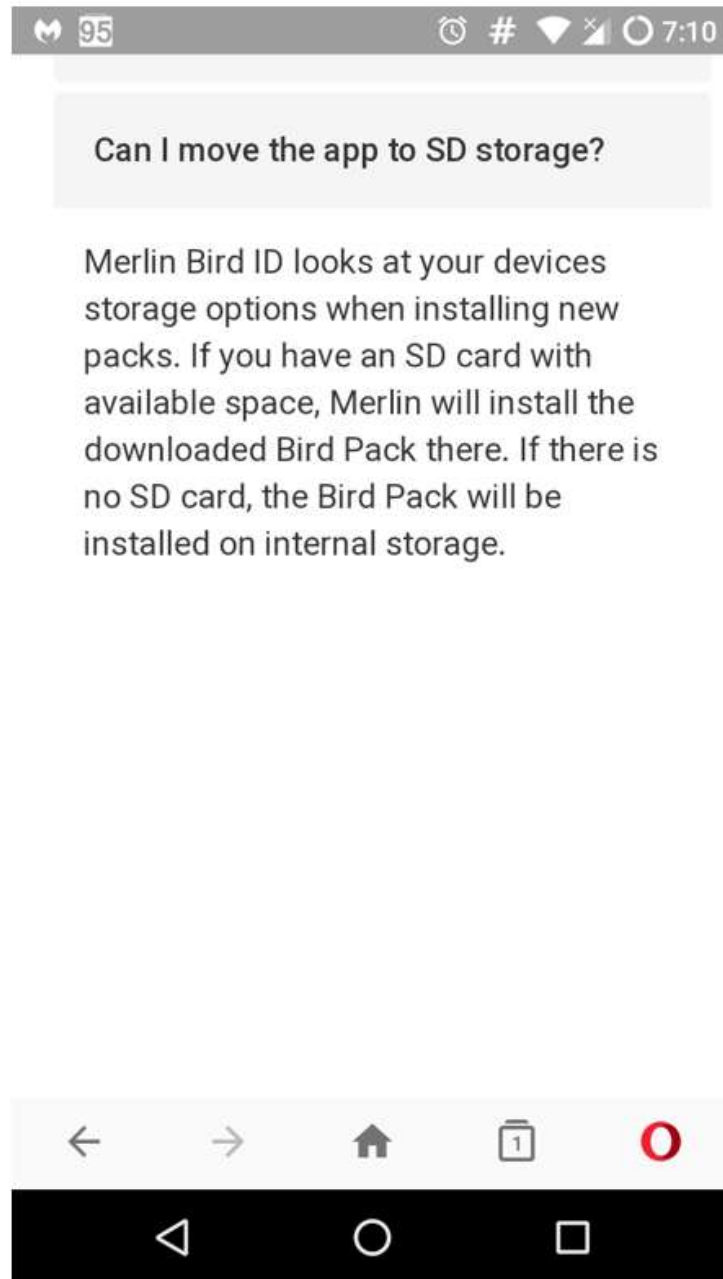 95 # 7:10
Can I move the app to SD storage?
Merlin Bird ID looks at your devices
storage options when installing new
packs. If you have an SD card with
available space, Merlin will install the
downloaded Bird Pack there. If there is
no SD card, the Bird Pack will be
installed on internal storage.
1